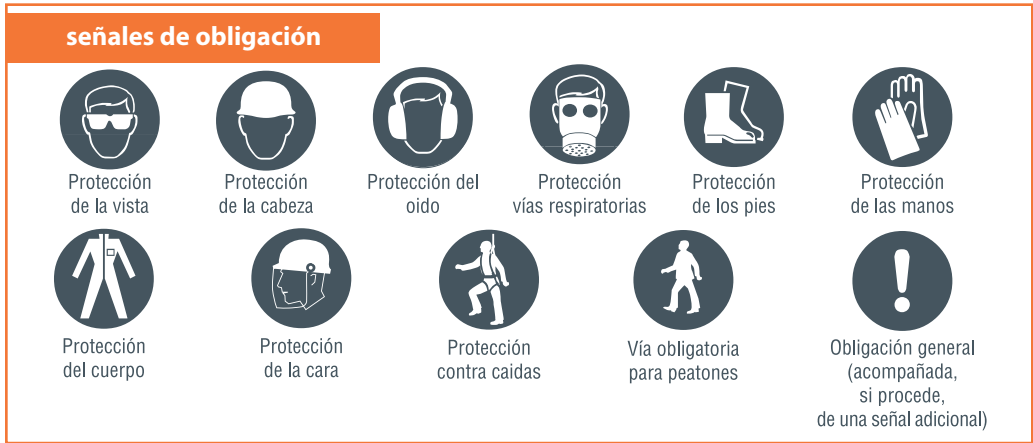 señales de obligación
Protección
de la vista
Protección
de la cabeza
Protección del
oido
Protección
vías respiratorias
Protección
de los pies
Protección
de las manos
Protección
del cuerpo
Protección
de la cara
Protección
contra caidas
Vía obligatoria
para peatones
Obligación general
(acompañada,
si procede,
de una señal adicional)